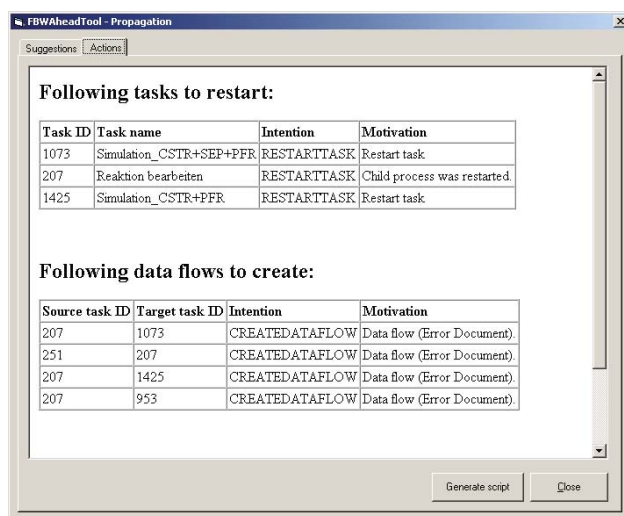 FBWAheadTool - Propagation
Suggestions Actions
Following tasks to restart:
Task ID Task name Intention Motivation
1073 Simulation_CSTR+SEP+PFR RESTARTTASK Restart task
207 Reaktion bearbeiten RESTARTTASK Child process was restarted.
1425 Simulation_CSTR+PFR RESTARTTASK Restart task
Following data flows to create:
Source task ID Target task ID Intention Motivation
207 1073 CREATEDATAFLOW Data flow (Error Document).
251 207 CREATEDATAFLOW Data flow (Error Document).
207 1425 CREATEDATAFLOW Data flow (Error Document).
207 953 CREATEDATAFLOW Data flow (Error Document).
Generate script Close